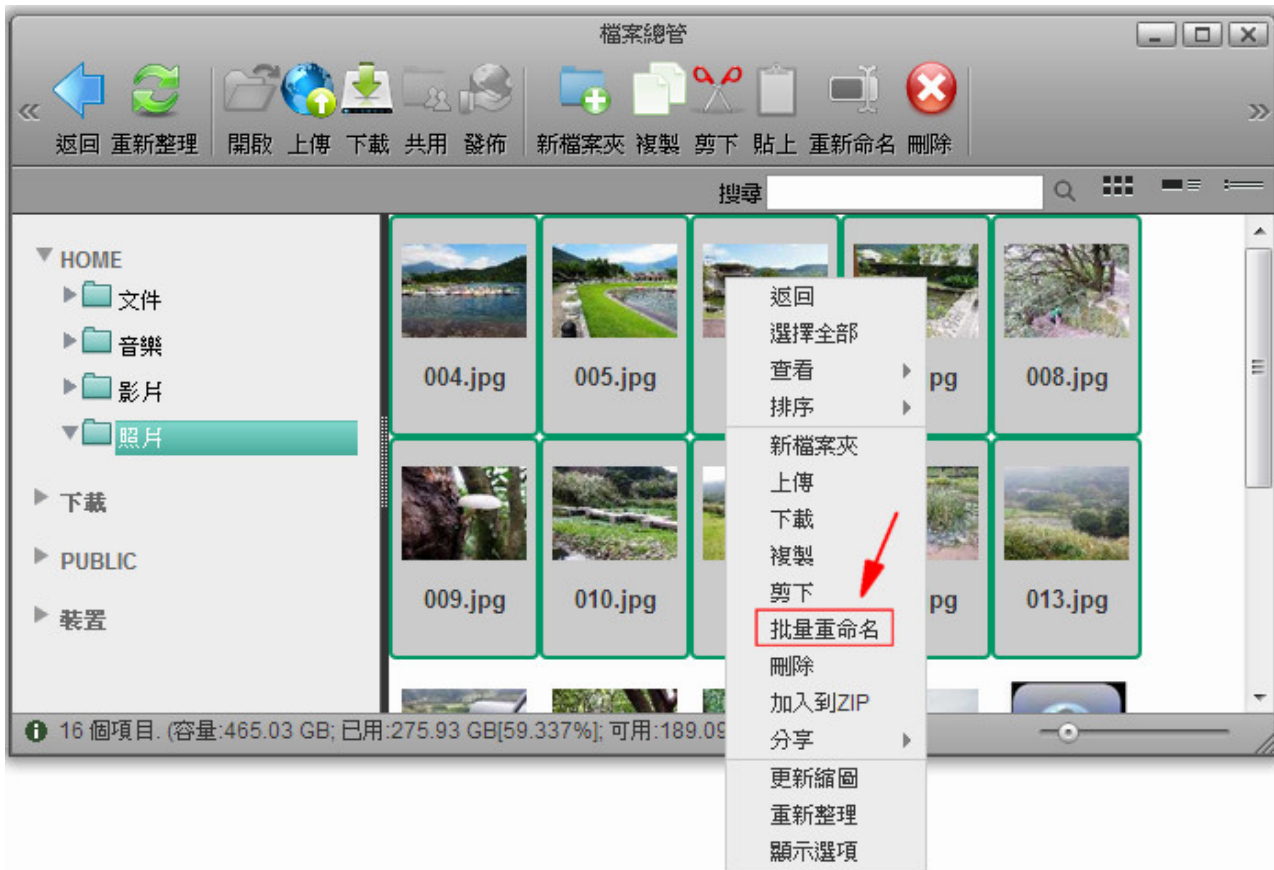 檔案總管
返回 重新整理 開啟 上傳 下載 共用 發佈 新檔案夾 複製 剪下 貼上 重新命名 刪除
搜尋
HOME
文件
音樂
影片
照片
下載
PUBLIC
裝置
004.jpg 005.jpg pg 008.jpg
009.jpg 010.jpg pg 013.jpg
返回
選擇全部
查看
排序
新檔案夾
上傳
下載
複製
剪下
批量重命名
刪除
加入到ZIP
分享
更新縮圖
重新整理
顯示選項
16 個項目. (容量:465.03 GB; 已用:275.93 GB[59.337%]; 可用:189.09